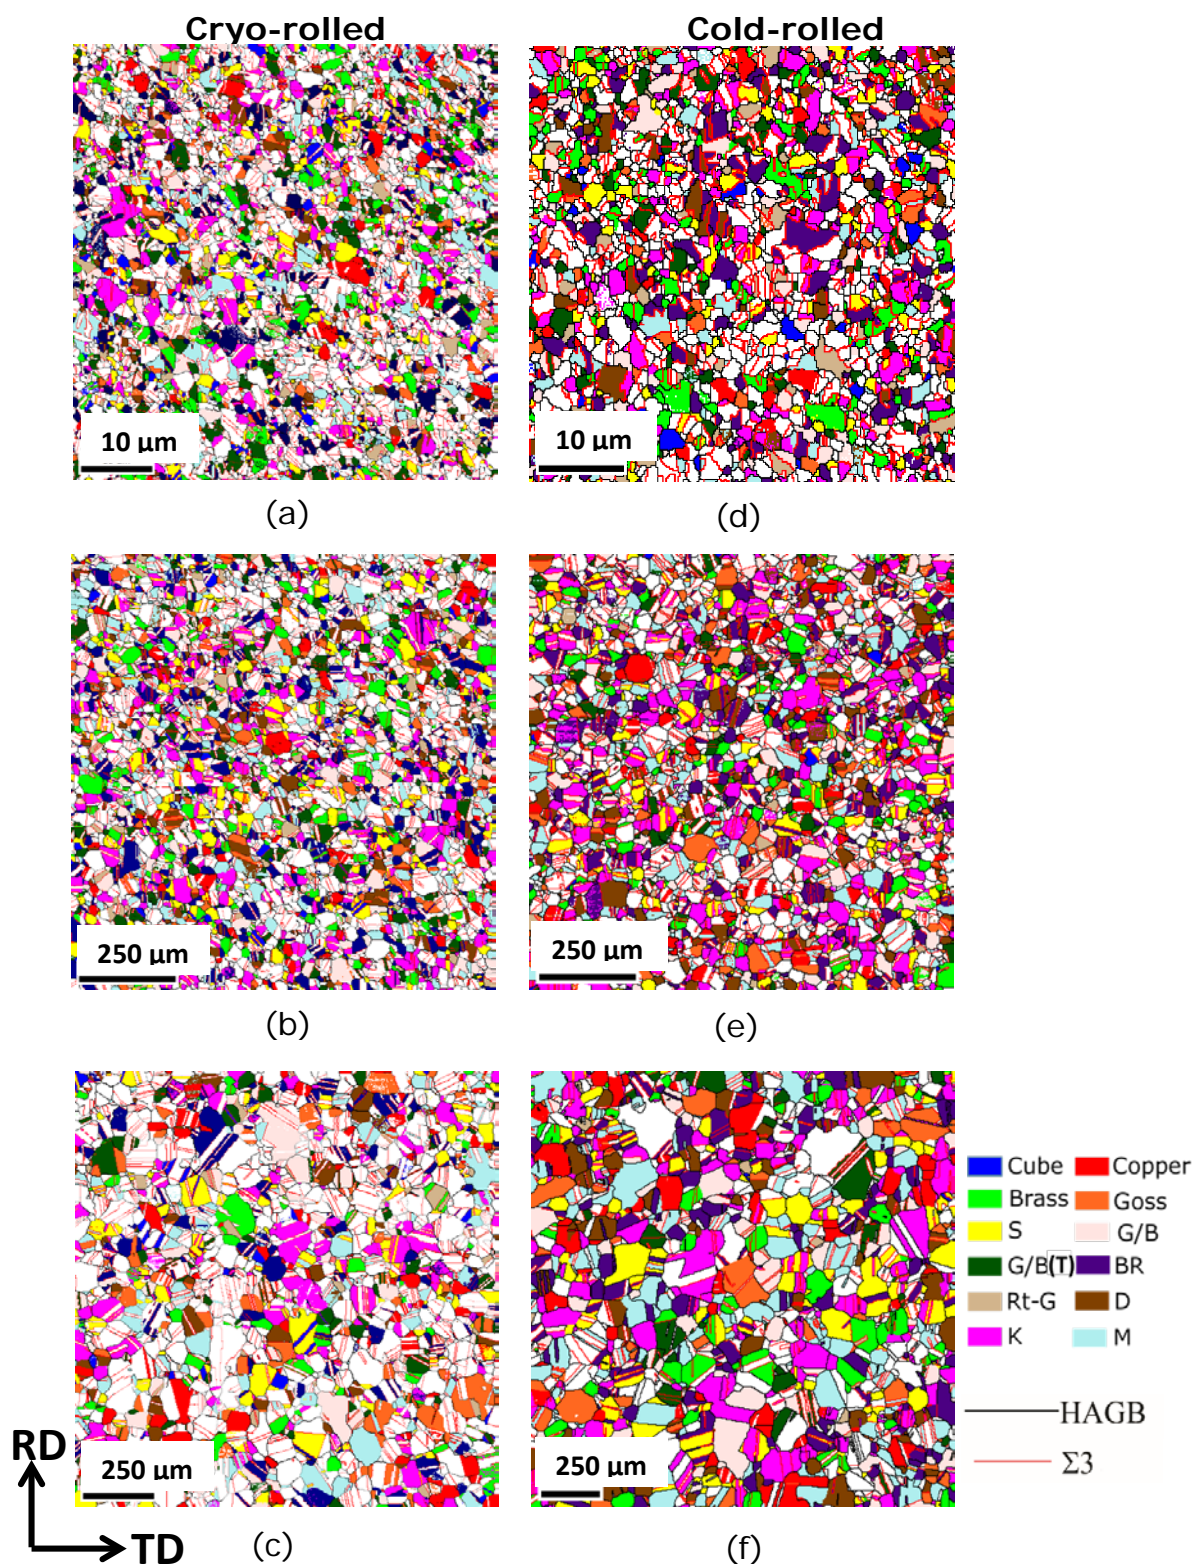 Cryo-rolled
Cold-rolled
10 µm
10 µm
(a)
(d)
250 µm
250 µm
(b)
(e)
Cube
Copper
Brass
Goss
S
G/B
G/B(T)
BR
Rt-G
D
K
M
HAGB
Σ3
RD
250 µm
250 µm
TD
(c)
(f)